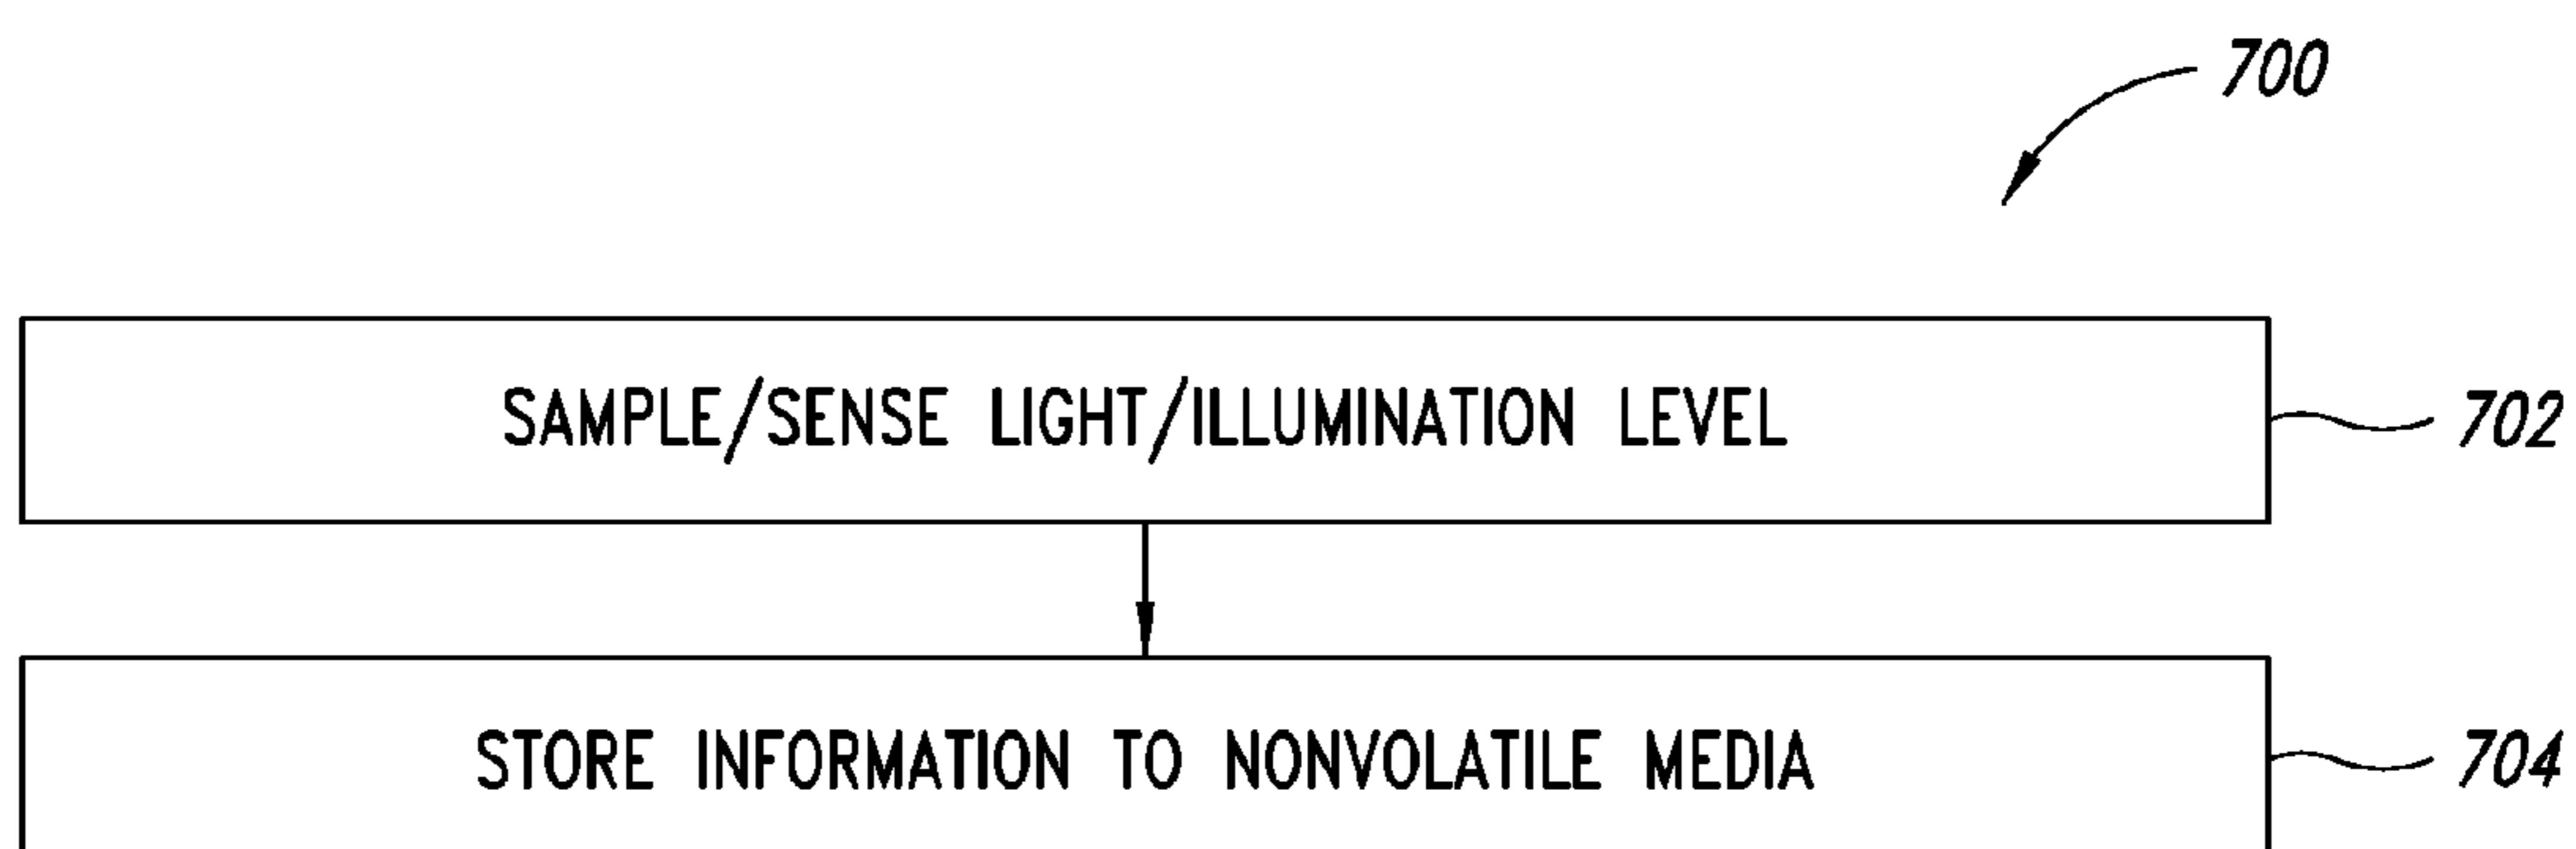 700
SAMPLE/SENSE LIGHT/ILLUMINATION LEVEL
702
STORE INFORMATION TO NONVOLATILE MEDIA
704